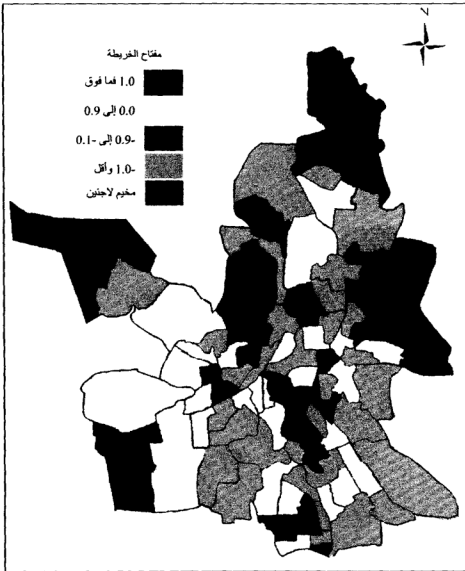 مفتاح الخريطة
1.0 فما فوق
0.0 إلى 0.9
-0.9 إلى -0.1
-1.0 وأقل
مخيم لاجئين